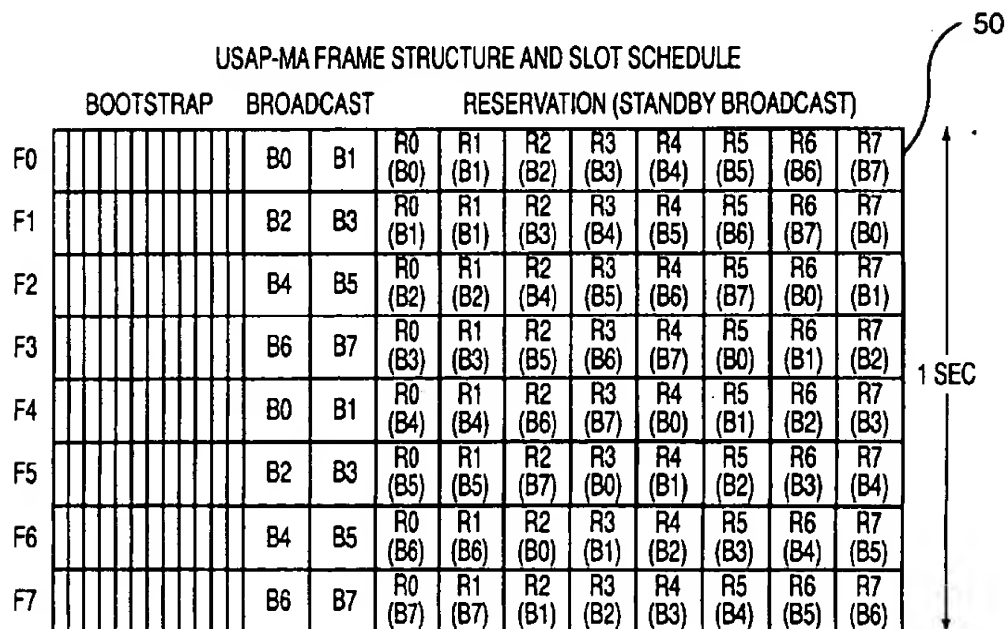 50
USAP-MA FRAME STRUCTURE AND SLOT SCHEDULE
BOOTSTRAP BROADCAST RESERVATION (STANDBY BROADCAST)
F0 B0 B1 R0 R1 R2 R3 R4 R5 R6 R7
(B0) (B1) (B2) (B3) (B4) (B5) (B6) (B7)
F1 B2 B3 R0 R1 R2 R3 R4 R5 R6 R7
(B1) (B1) (B3) (B4) (B5) (B6) (B7) (B0)
F2 B4 B5 R0 R1 R2 R3 R4 R5 R6 R7
(B2) (B2) (B4) (B5) (B6) (B7) (B0) (B1)
F3 B6 B7 R0 R1 R2 R3 R4 R5 R6 R7
(B3) (B3) (B5) (B6) (B7) (B0) (B1) (B2)
1 SEC
F4 B0 B1 R0 R1 R2 R3 R4 R5 R6 R7
(B4) (B4) (B6) (B7) (B0) (B1) (B2) (B3)
F5 B2 B3 R0 R1 R2 R3 R4 R5 R6 R7
(B5) (B5) (B7) (B0) (B1) (B2) (B3) (B4)
F6 B4 B5 R0 R1 R2 R3 R4 R5 R6 R7
(B6) (B6) (B0) (B1) (B2) (B3) (B4) (B5)
F7 B6 B7 R0 R1 R2 R3 R4 R5 R6 R7
(B7) (B7) (B1) (B2) (B3) (B4) (B5) (B6)